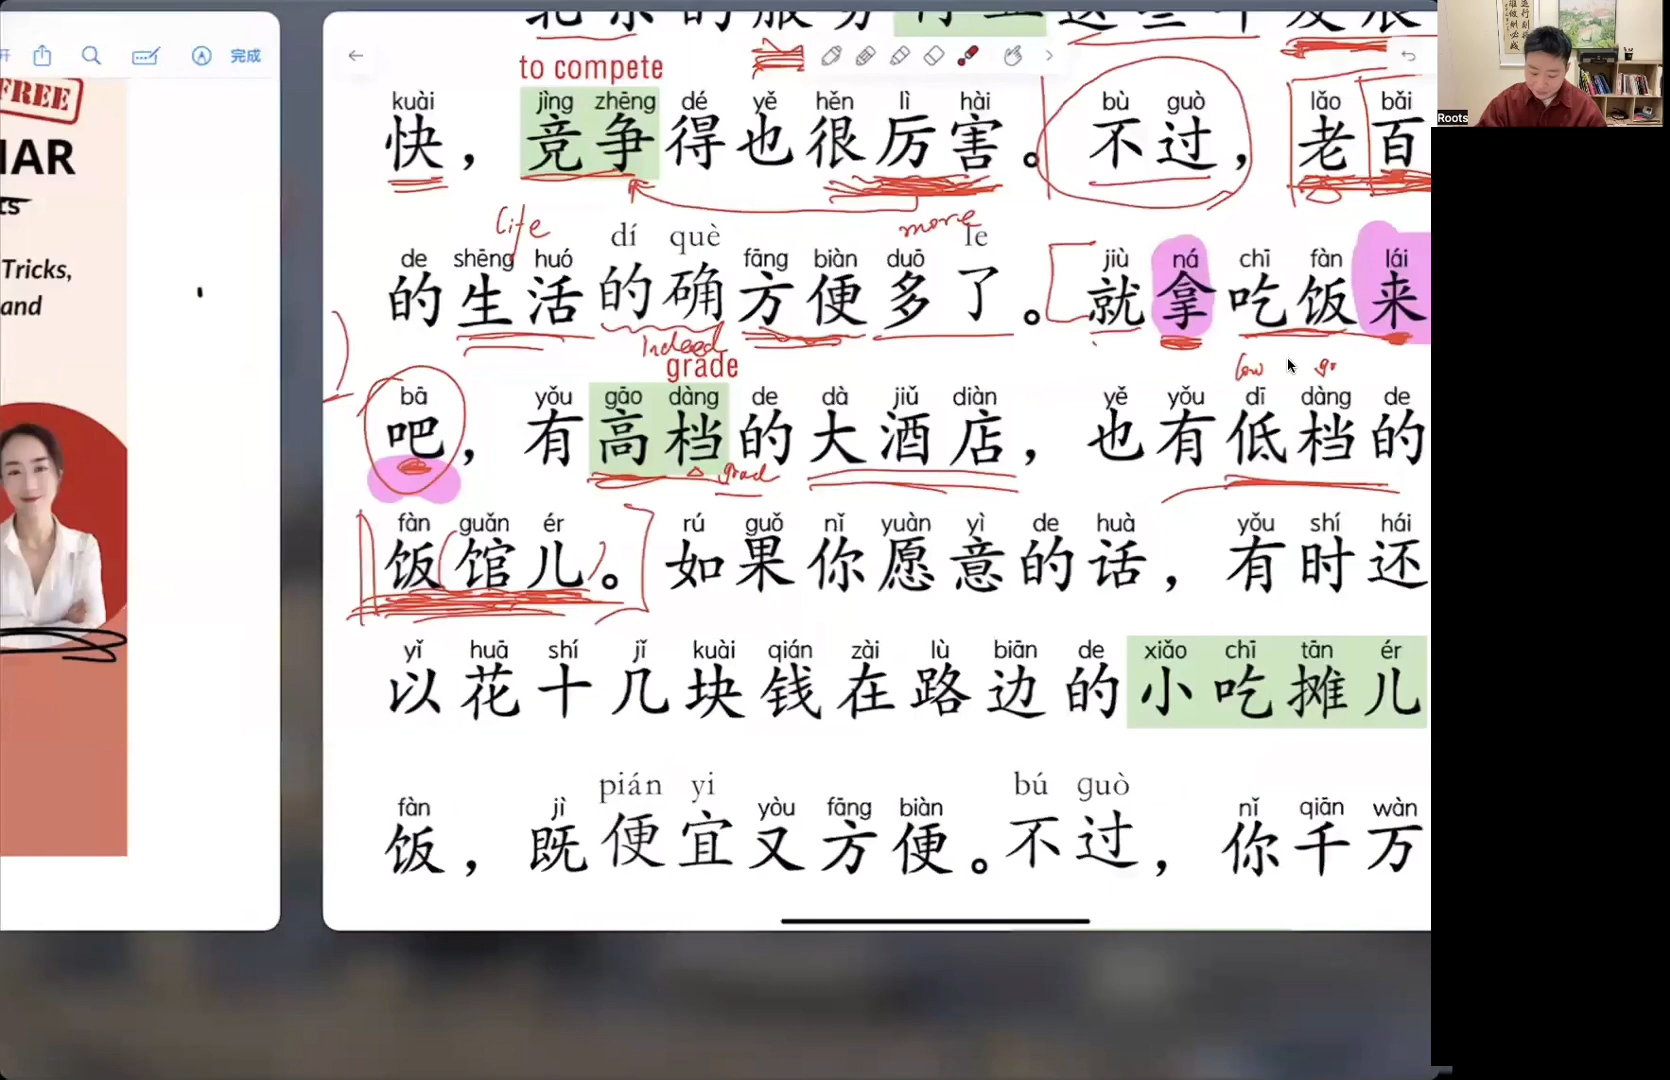 开 完成
FREE
Tricks,
and
to compete
kuài jìng zhēng dé yě hěn lì hài bù guò lǎo bǎi
快，竞争得也很厉害。不过，老百
life more
dí què le
de shēng huó fāng biàn duō jiù ná chī fàn lái
的生活的确方便多了。就拿吃饭来
Indeed
grade
low
bā yǒu gāo dàng de dà jiǔ diàn yě yǒu dī dàng de
吧，有高档的大酒店，也有低档的
grad
fàn guǎn ér rú guǒ nǐ yuàn yì de huà yǒu shí hái
饭馆儿。如果你愿意的话，有时还
yǐ huā shí jǐ kuài qián zài lù biān de xiǎo chī tān ér
以花十几块钱在路边的小吃摊儿
pián yi bú guò
fàn jì yòu fāng biàn nǐ qiān wàn
饭，既便宜又方便。不过，你千万
Roots